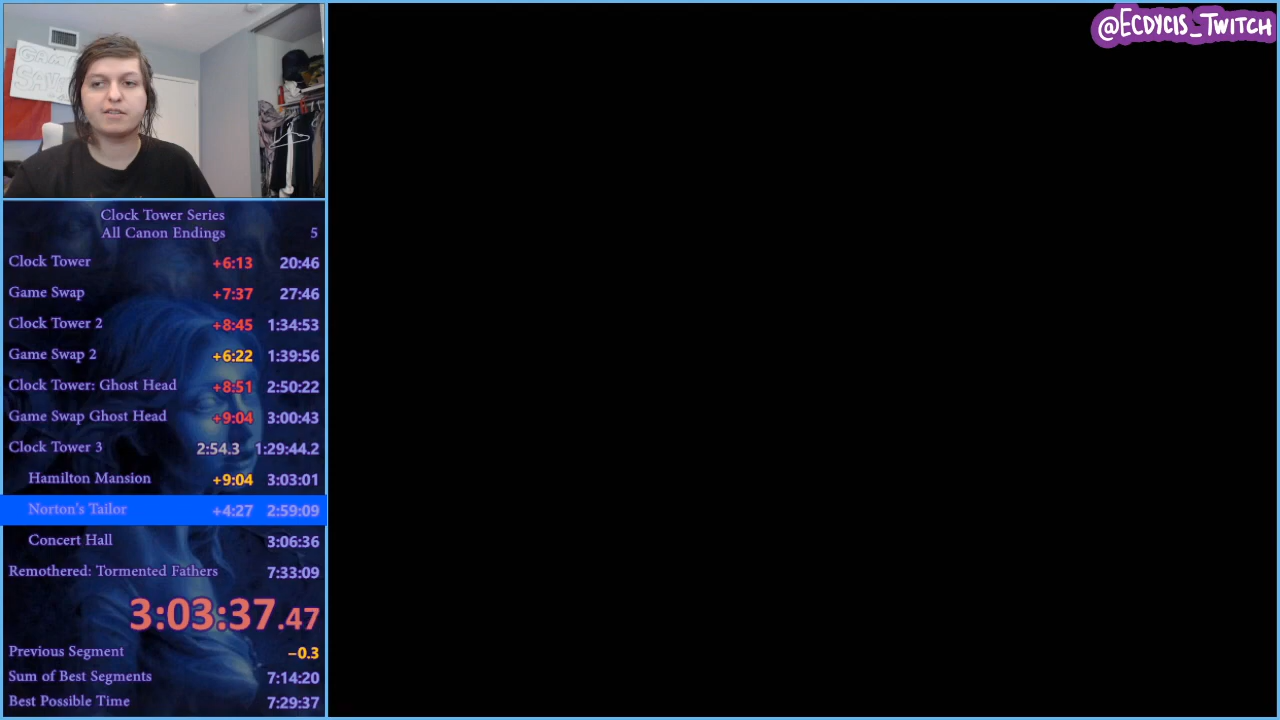 @ECDYCIS_TWITCH
GAM
SAV
Clock Tower Series
All Canon Endings 5
Clock Tower +6:13 20:46
Game Swap +7:37 27:46
Clock Tower 2 +8:45 1:34:53
Game Swap 2 +6:22 1:39:56
Clock Tower: Ghost Head +8:51 2:50:22
Game Swap Ghost Head +9:04 3:00:43
Clock Tower 3 2:54.3 1:29:44.2
Hamilton Mansion +9:04 3:03:01
Norton's Tailor +4:27 2:59:09
Concert Hall 3:06:36
Remothered: Tormented Fathers 7:33:09
3:03:37.47
Previous Segment −0.3
Sum of Best Segments 7:14:20
Best Possible Time 7:29:37